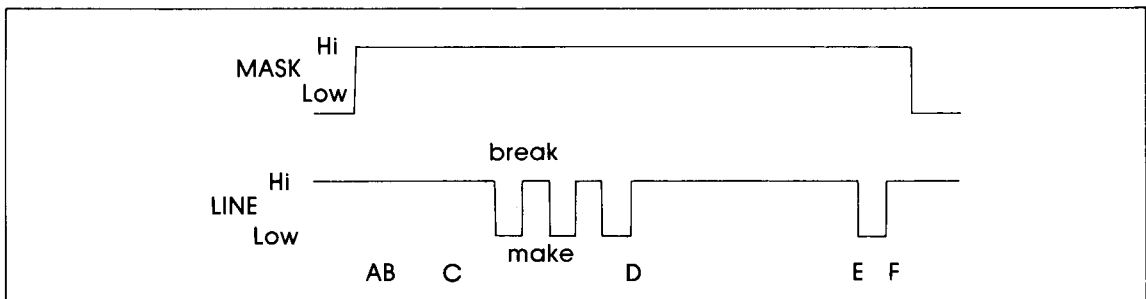 Hi
MASK
Low
break
Hi
LINE
Low
make
AB C D E F